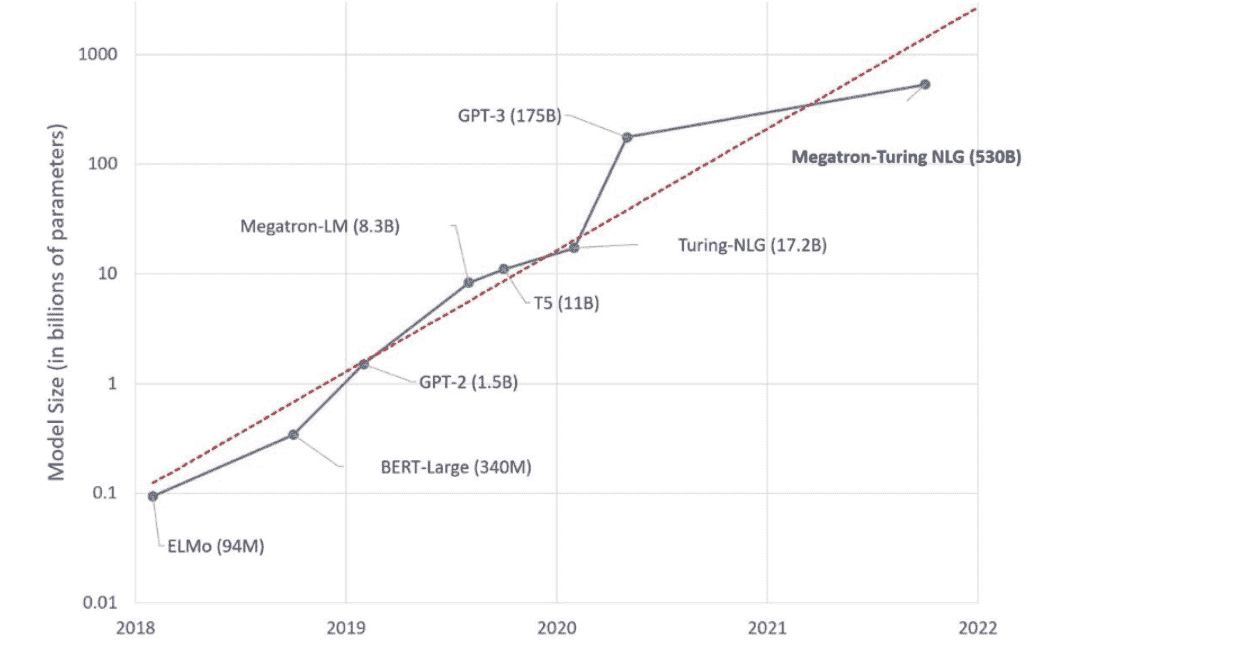 1000
GPT-3 (175B)
Megatron-Turing NLG (530B)
100
Megatron-LM (8.3B)
Turing-NLG (17.2B)
10
T5 (11B)
GPT-2 (1.5B)
1
BERT-Large (340M)
0.1
ELMo (94M)
0.01
Model Size (in billions of parameters)
2018 2019 2020 2021 2022